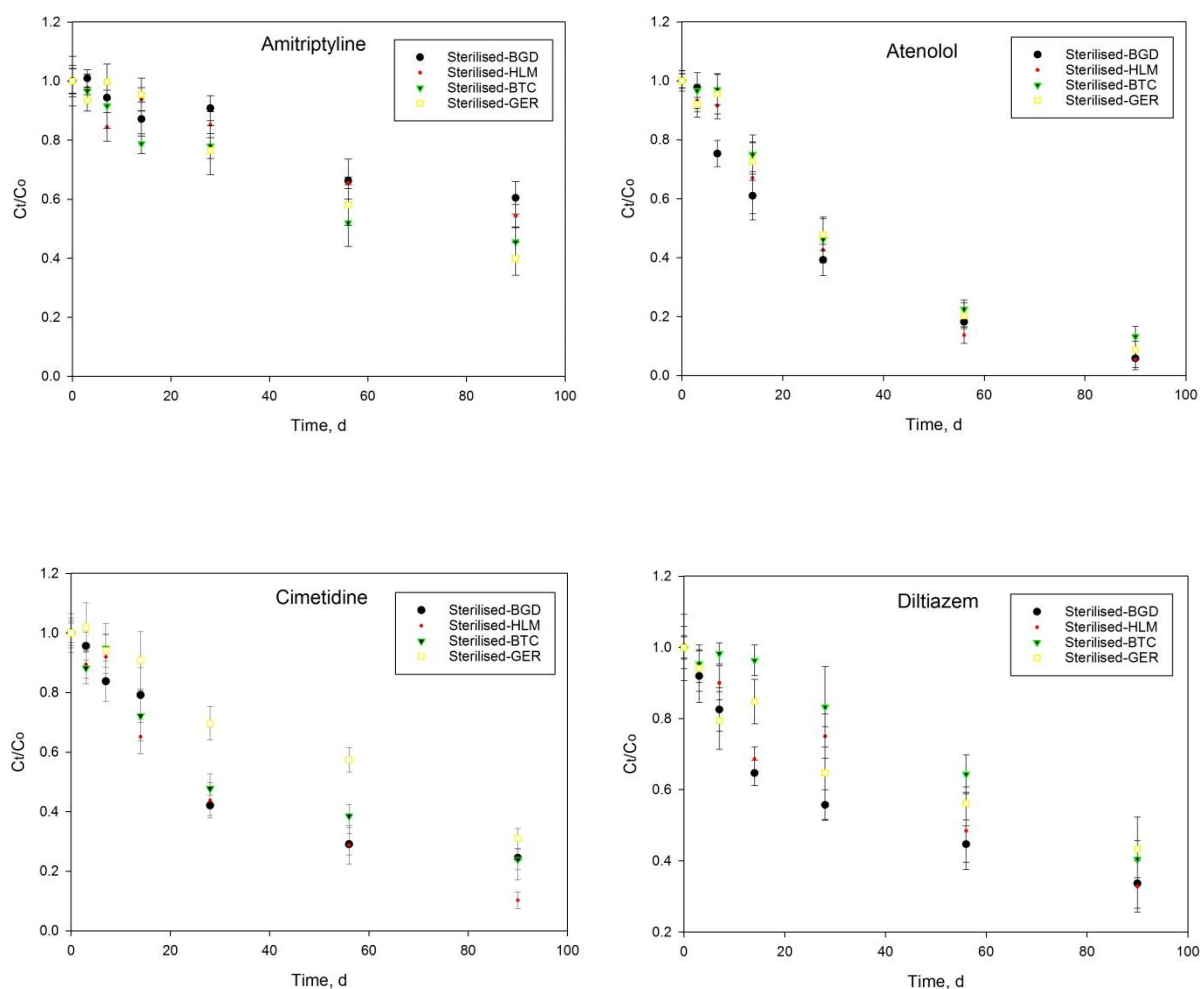 Amitriptyline
Sterilised-BGD
Sterilised-HLM
Sterilised-BTC
Sterilised-GER
1.2
1.0
0.8
0.6
0.4
0.2
0.0
Ct/Co
0 20 40 60 80 100
Time, d
Atenolol
Sterilised-BGD
Sterilised-HLM
Sterilised-BTC
Sterilised-GER
1.2
1.0
0.8
0.6
0.4
0.2
0.0
Ct/Co
0 20 40 60 80 100
Time, d
Cimetidine
Sterilised-BGD
Sterilised-HLM
Sterilised-BTC
Sterilised-GER
1.2
1.0
0.8
0.6
0.4
0.2
0.0
Ct/Co
0 20 40 60 80 100
Time, d
Diltiazem
Sterilised-BGD
Sterilised-HLM
Sterilised-BTC
Sterilised-GER
1.2
1.0
0.8
0.6
0.4
0.2
Ct/Co
0 20 40 60 80 100
Time, d